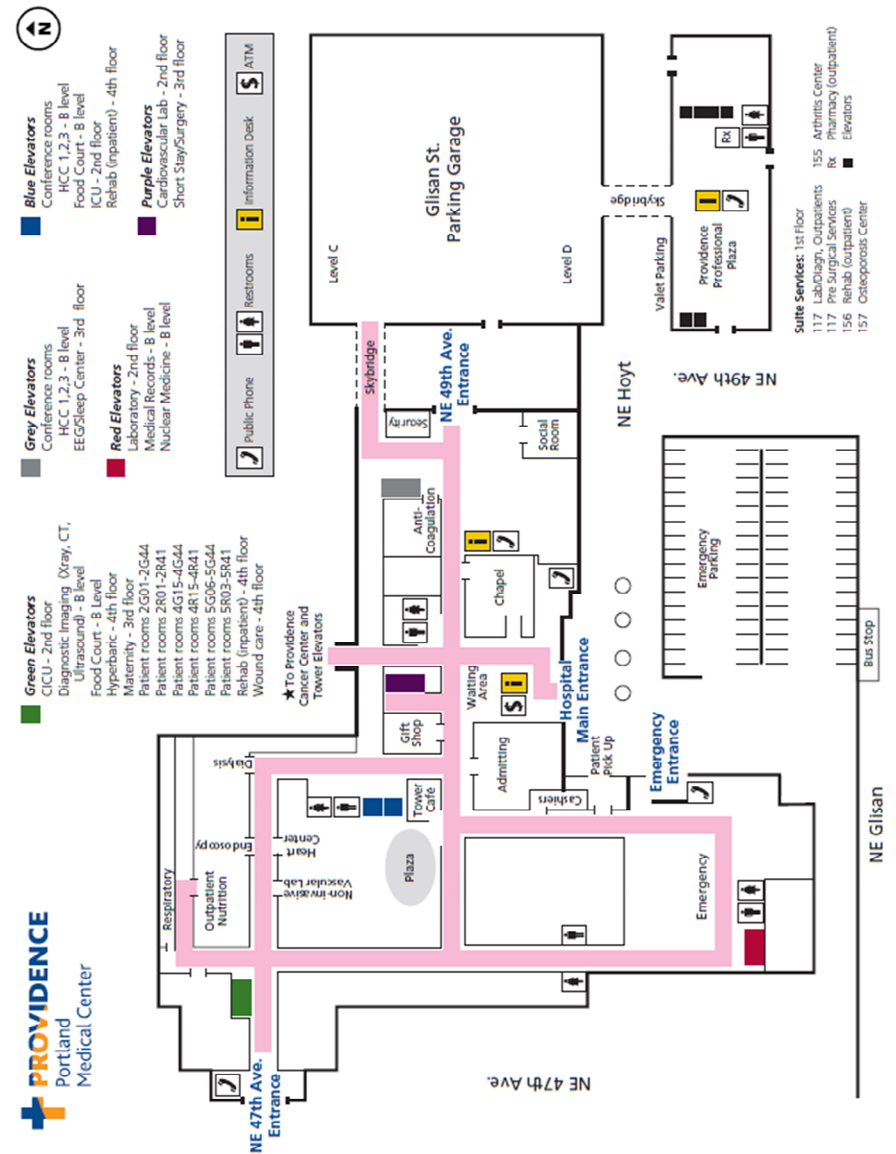 PROVIDENCE
Portland
Medical Center
Green Elevators
CICU - 2nd floor
Diagnostic Imaging (Xray, CT,
Ultrasound) - B level
Food Court - B Level
Hyperbaric - 4th floor
Maternity - 3rd floor
Patient rooms 2G01-2G44
Patient rooms 2R01-2R41
Patient rooms 4G15-4G44
Patient rooms 4R15-4R41
Patient rooms 5G06-5G44
Patient rooms 5R03-5R41
Rehab (inpatient) - 4th floor
Wound care - 4th floor
Grey Elevators
Conference rooms
HCC 1,2,3 - B level
EEG/Sleep Center - 3rd floor
Red Elevators
Laboratory - 2nd floor
Medical Records - B level
Nuclear Medicine - B level
Blue Elevators
Conference rooms
HCC 1,2,3 - B level
Food Court - B level
ICU - 2nd floor
Rehab (inpatient) - 4th floor
Purple Elevators
Cardiovascular Lab - 2nd floor
Short Stay/Surgery - 3rd floor
N
Public Phone
Restrooms
i Information Desk
$ ATM
★To Providence
Cancer Center and
Tower Elevators
Respiratory
Outpatient
Nutrition
Endoscopy
Dialysis
Heart
Center
Non-invasive
Vascular Lab
NE 47th Ave.
Entrance
Plaza
Tower
Café
Gift
Shop
Anti-
Coagulation
Security
Skybridge
NE 49th Ave.
Entrance
Level C
Glisan St.
Parking Garage
Level D
Social
Room
i
Chapel
Waiting
Area
$
i
Admitting
Cashiers
Hospital
Main Entrance
Patient
Pick Up
Emergency
Entrance
Emergency
NE 47th Ave.
NE Hoyt
NE 49th Ave.
Skybridge
Valet Parking
Providence
Professional
Plaza
i
Rx
Emergency
Parking
Bus Stop
NE Glisan
Suite Services: 1st Floor
117 Lab/Diagn, Outpatients
117 Pre Surgical Services
156 Rehab (outpatient)
157 Osteoporosis Center
155 Arthritis Center
Rx Pharmacy (outpatient)
Elevators